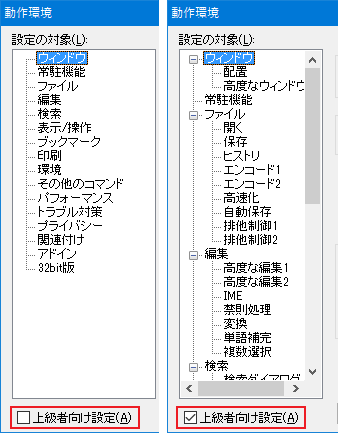 動作環境
設定の対象(L):
ウィンドウ
常駐機能
ファイル
編集
検索
表示/操作
ブックマーク
印刷
環境
その他のコマンド
パフォーマンス
トラブル対策
プライバシー
関連付け
アドイン
32bit版
上級者向け設定(A)
動作環境
設定の対象(L):
ウィンドウ
配置
高度なウィンドウ
常駐機能
ファイル
開く
保存
ヒストリ
エンコード1
エンコード2
高速化
自動保存
排他制御1
排他制御2
編集
高度な編集1
高度な編集2
IME
禁則処理
変換
単語補完
複数選択
検索
検索ダイアログ
上級者向け設定(A)